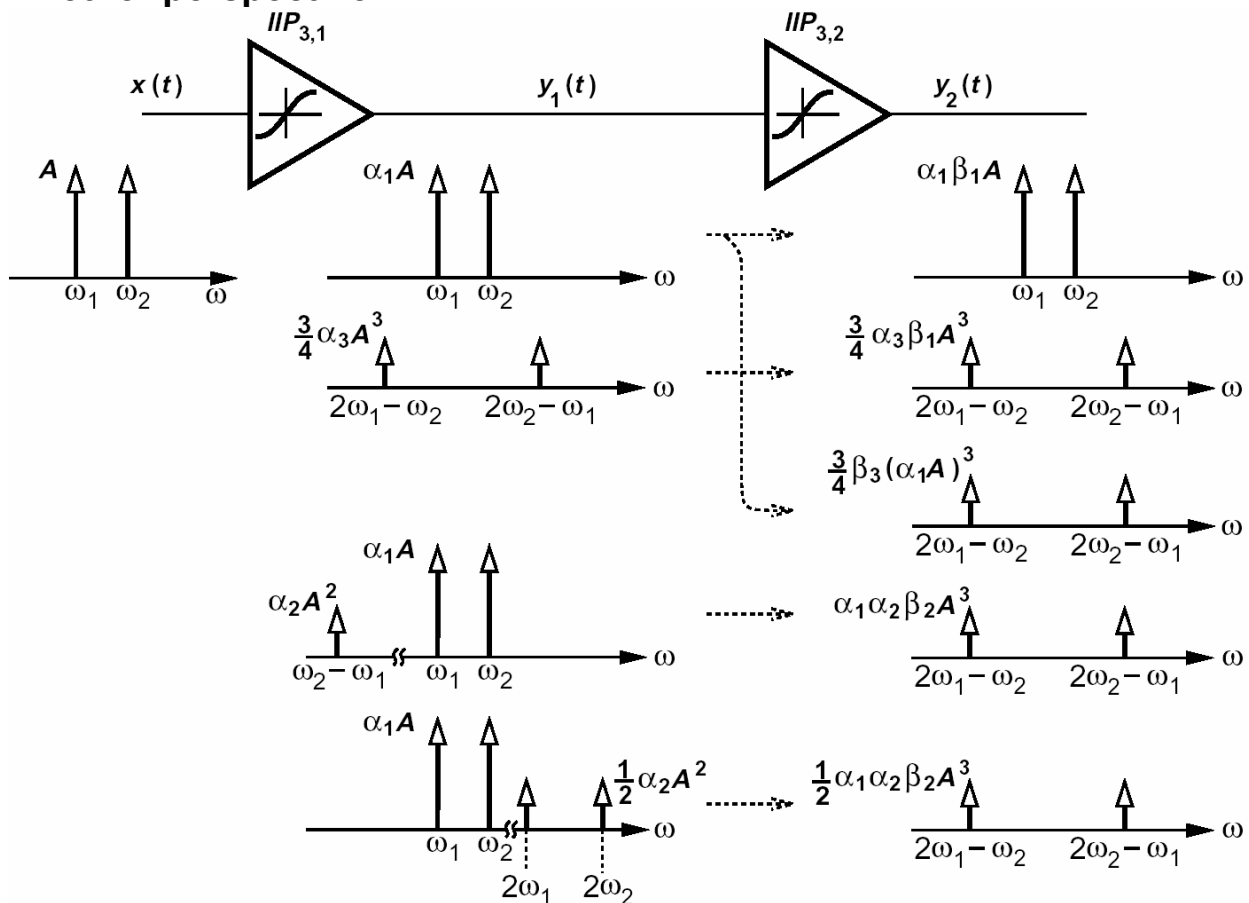 IIP3,1 IIP3,2
x(t) y1(t) y2(t)
A α1A α1β1A
ω1 ω2 ω ω1 ω2 ω ω1 ω2 ω
3/4 α3A^3 3/4 α3β1A^3
2ω1−ω2 2ω2−ω1 ω 2ω1−ω2 2ω2−ω1 ω
3/4 β3(α1A)^3
2ω1−ω2 2ω2−ω1 ω
α2A^2 α1A α1α2β2A^3
ω2−ω1 ω1 ω2 ω 2ω1−ω2 2ω2−ω1 ω
α1A 1/2 α2A^2 1/2 α1α2β2A^3
ω1 ω2 ω 2ω1−ω2 2ω2−ω1 ω
2ω1 2ω2